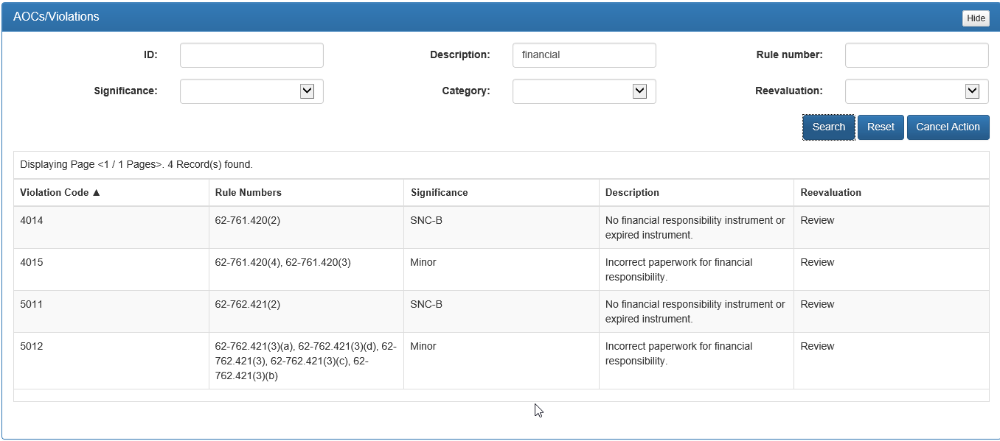 AOCs/Violations
Hide
ID:
Description: financial
Rule number:
Significance:
Category:
Reevaluation:
Search Reset Cancel Action
Displaying Page <1 / 1 Pages>. 4 Record(s) found.
Violation Code ▲ Rule Numbers Significance Description Reevaluation
4014 62-761.420(2) SNC-B No financial responsibility instrument or Review
expired instrument.
4015 62-761.420(4), 62-761.420(3) Minor Incorrect paperwork for financial Review
responsibility.
5011 62-762.421(2) SNC-B No financial responsibility instrument or Review
expired instrument.
5012 62-762.421(3)(a), 62-762.421(3)(d), 62- Minor Incorrect paperwork for financial Review
762.421(3), 62-762.421(3)(c), 62- responsibility.
762.421(3)(b)